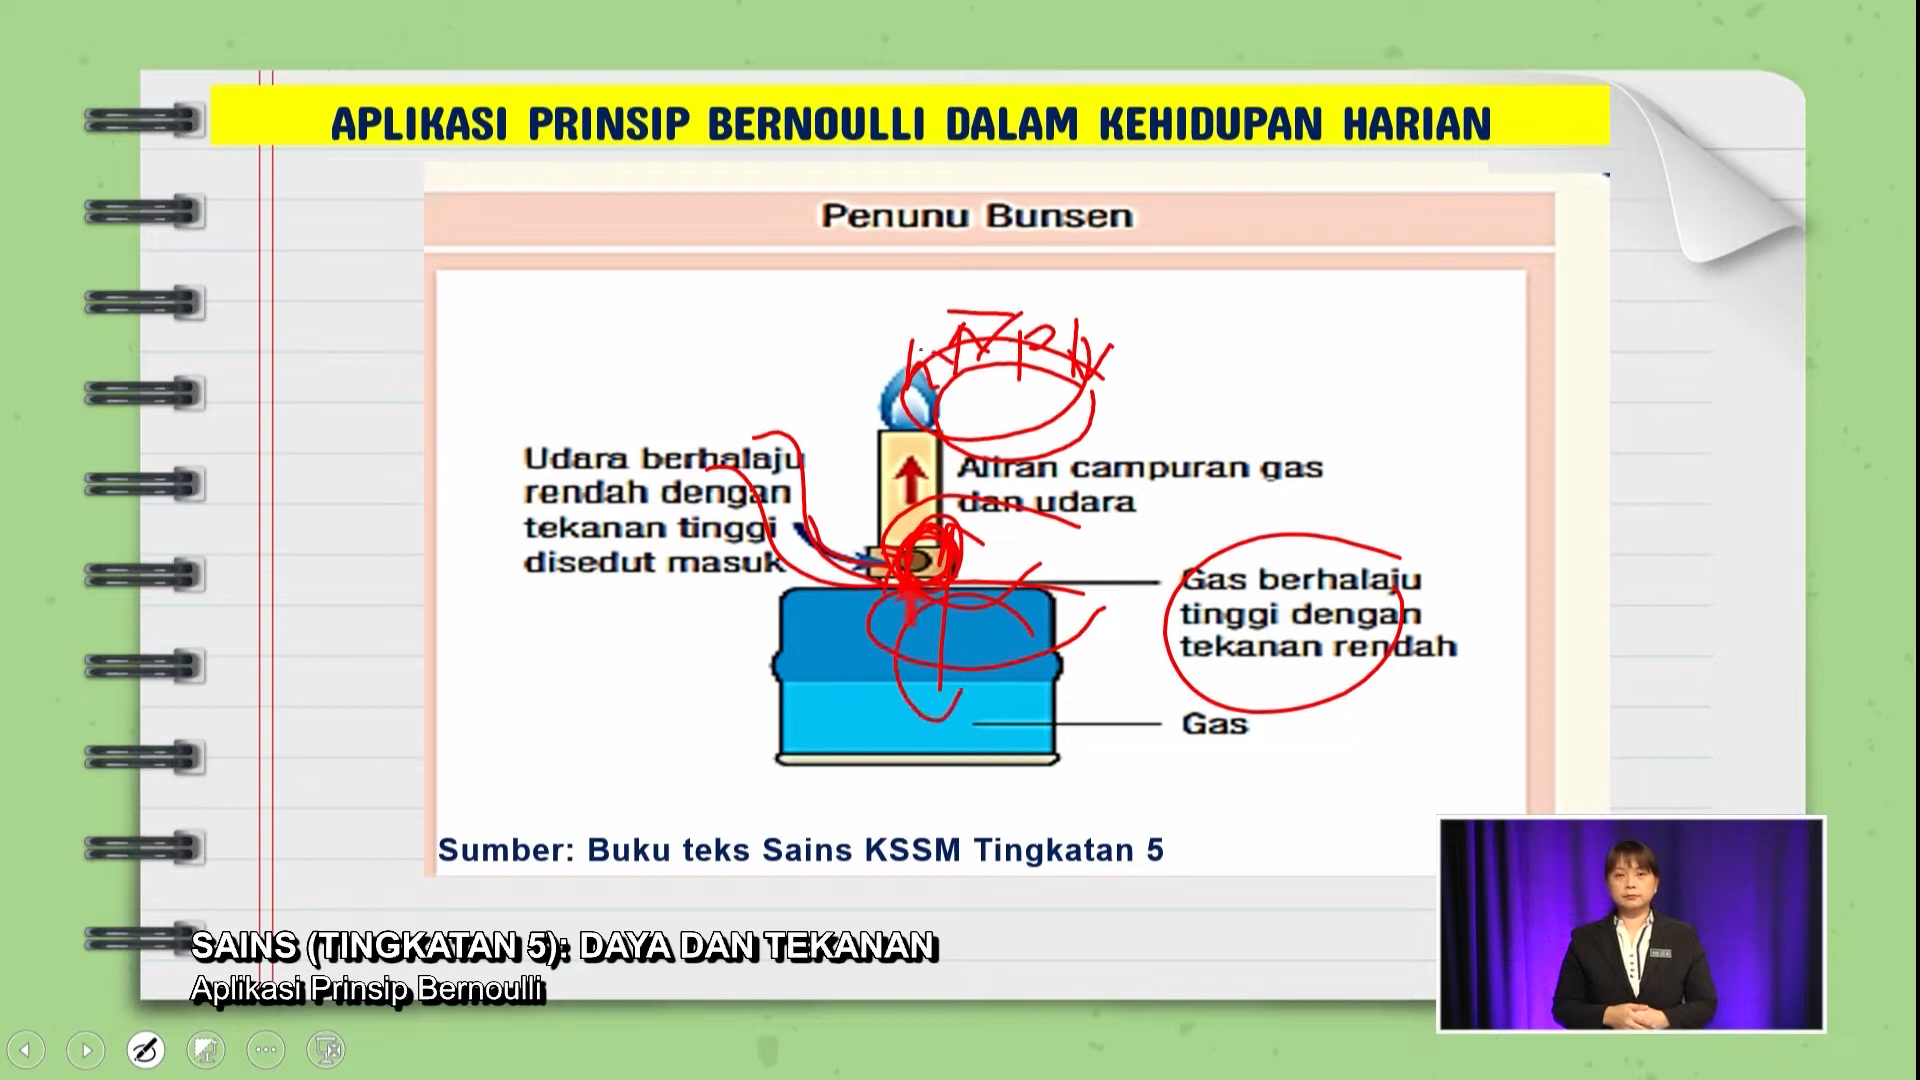 APLIKASI PRINSIP BERNOULLI DALAM KEHIDUPAN HARIAN
Penunu Bunsen
Udara berhalaju
rendah dengan
tekanan tinggi
disedut masuk
Aliran campuran gas
dan udara
Gas berhalaju
tinggi dengan
tekanan rendah
Gas
Sumber: Buku teks Sains KSSM Tingkatan 5
SAINS (TINGKATAN 5): DAYA DAN TEKANAN
Aplikasi Prinsip Bernoulli